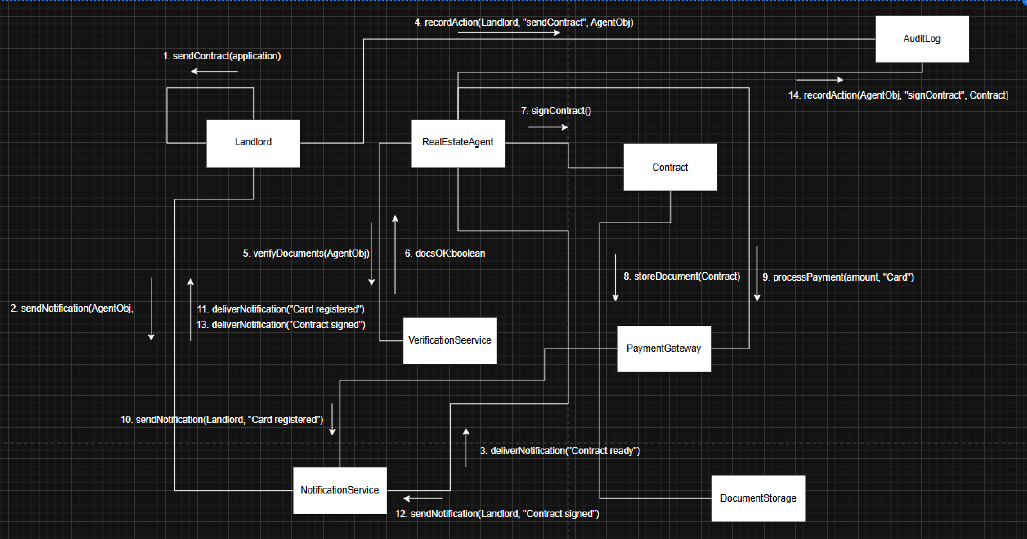 4. recordAction(Landlord, "sendContract", AgentObj)
AuditLog
1. sendContract(application)
14. recordAction(AgentObj, "signContract", Contract)
7. signContract()
Landlord
RealEstateAgent
Contract
5. verifyDocuments(AgentObj)
6. docsOK:boolean
8. storeDocument(Contract)
9. processPayment(amount, "Card")
2. sendNotification(AgentObj,
11. deliverNotification("Card registered")
13. deliverNotification("Contract signed")
VerificationSeervice
PaymentGateway
10. sendNotification(Landlord, "Card registered")
3. deliverNotification("Contract ready")
NotificationService
DocumentStorage
12. sendNotification(Landlord, "Contract signed")